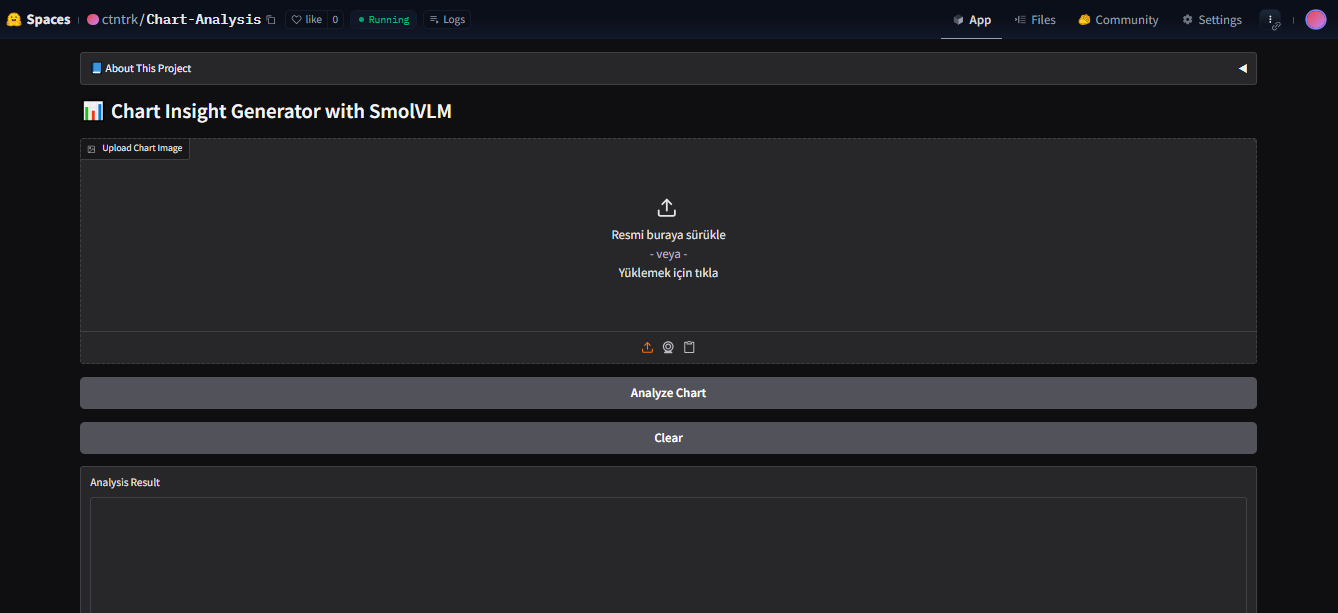 Spaces ctntrk/Chart-Analysis like 0 Running Logs App Files Community Settings
About This Project
Chart Insight Generator with SmolVLM
Upload Chart Image
Resmi buraya sürükle
- veya -
Yüklemek için tıkla
Analyze Chart
Clear
Analysis Result